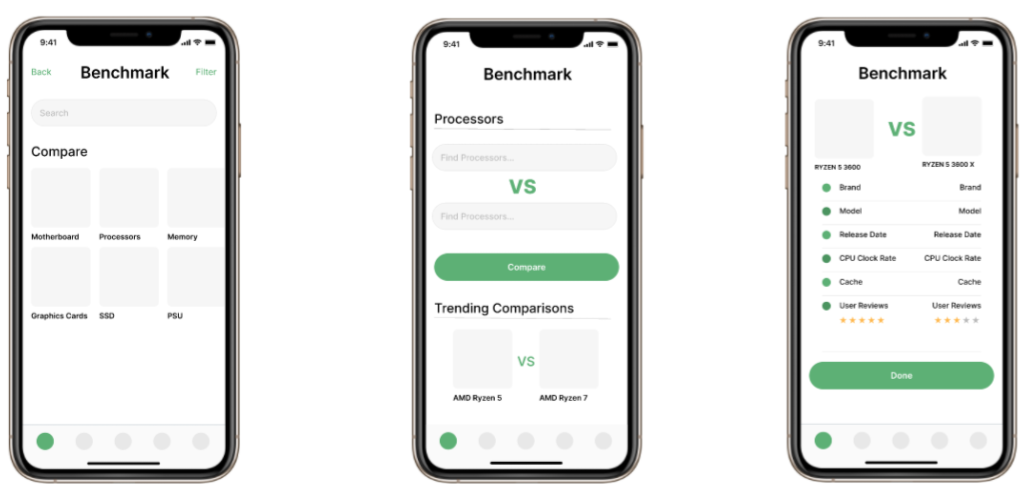 9:41
Back Benchmark Filter
Search
Compare
Motherboard Processors Memory
Graphics Cards SSD PSU
9:41
Benchmark
Processors
Find Processors...
VS
Find Processors...
Compare
Trending Comparisons
VS
AMD Ryzen 5 AMD Ryzen 7
9:41
Benchmark
VS
RYZEN 5 3600 RYZEN 5 3600 X
Brand Brand
Model Model
Release Date Release Date
CPU Clock Rate CPU Clock Rate
Cache Cache
User Reviews User Reviews
Done